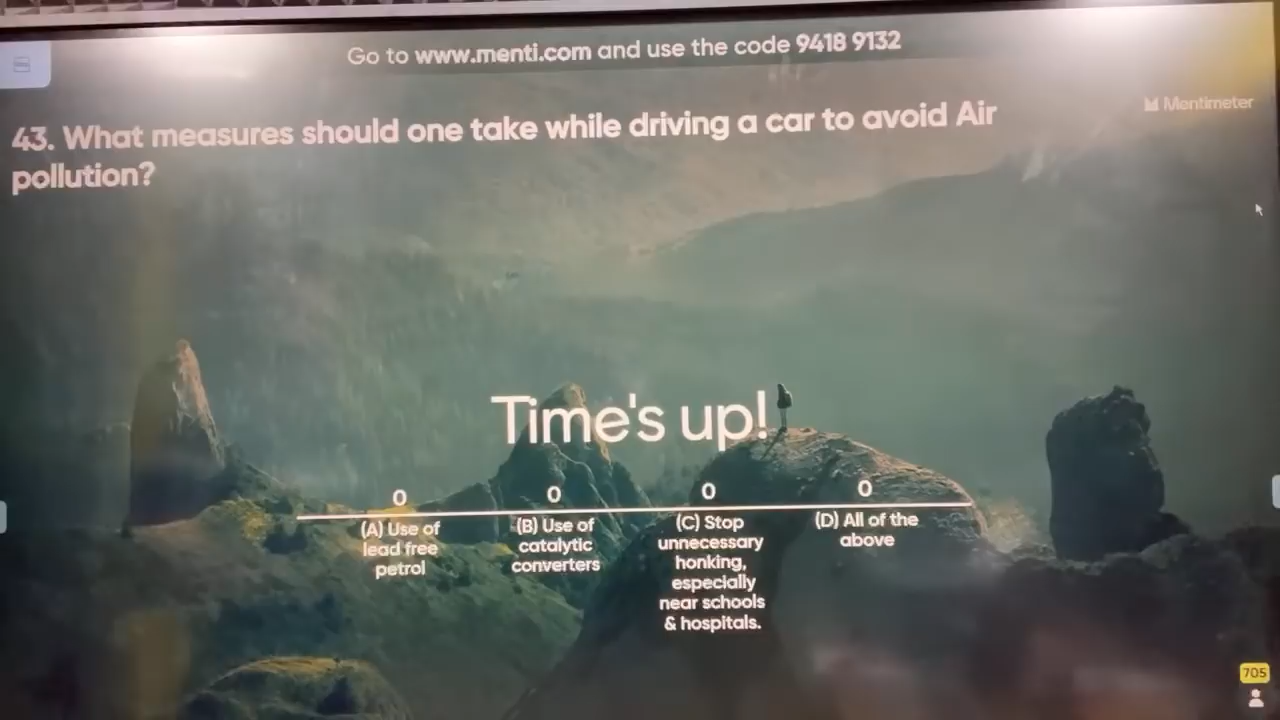 Go to www.menti.com and use the code 9418 9132
Mentimeter
43. What measures should one take while driving a car to avoid Air
pollution?
Time's up!
0
0
0
0
(A) Use of
lead free
petrol
(B) Use of
catalytic
converters
(C) Stop
unnecessary
honking,
especially
near schools
& hospitals.
(D) All of the
above
705